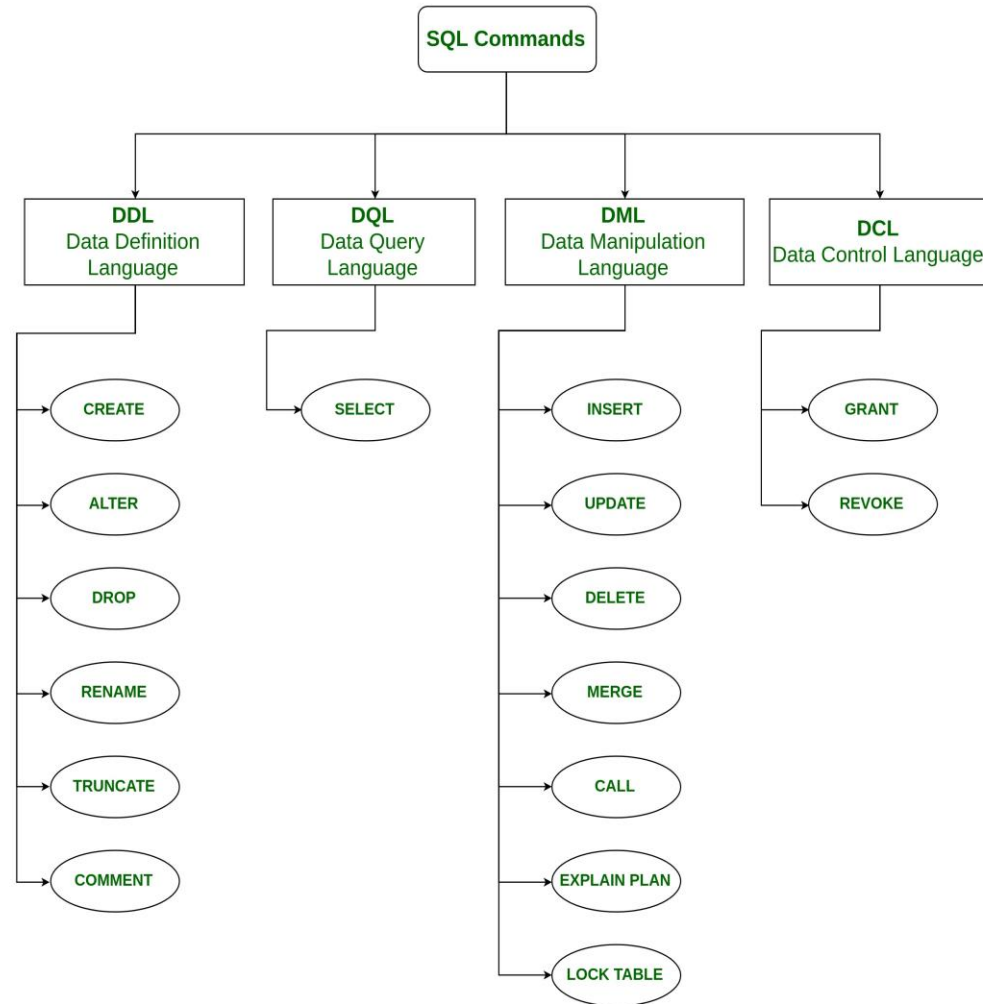 SQL Commands
DDL
Data Definition
Language
DQL
Data Query
Language
DML
Data Manipulation
Language
DCL
Data Control Language
CREATE
ALTER
DROP
RENAME
TRUNCATE
COMMENT
SELECT
INSERT
UPDATE
DELETE
MERGE
CALL
EXPLAIN PLAN
LOCK TABLE
GRANT
REVOKE